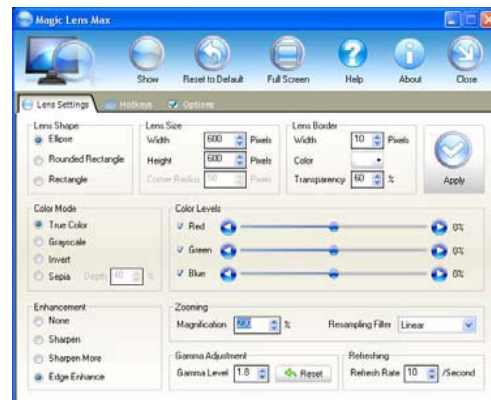 Magic Lens Max
Show Reset to Default Full Screen Help About Close
Lens Settings Hotkeys Options
Lens Shape
Ellipse
Rounded Rectangle
Rectangle
Lens Size
Width 600 Pixels
Height 600 Pixels
Corner Radius 50 Pixels
Lens Border
Width 10 Pixels
Color
Transparency 60 %
Apply
Color Mode
True Color
Grayscale
Invert
Sepia Depth 40 %
Color Levels
Red 0%
Green 0%
Blue 0%
Enhancement
None
Sharpen
Sharpen More
Edge Enhance
Zooming
Magnification % Resampling Filter Linear
Gamma Adjustment
Gamma Level 1.8 Reset
Refreshing
Refresh Rate 10 /Second